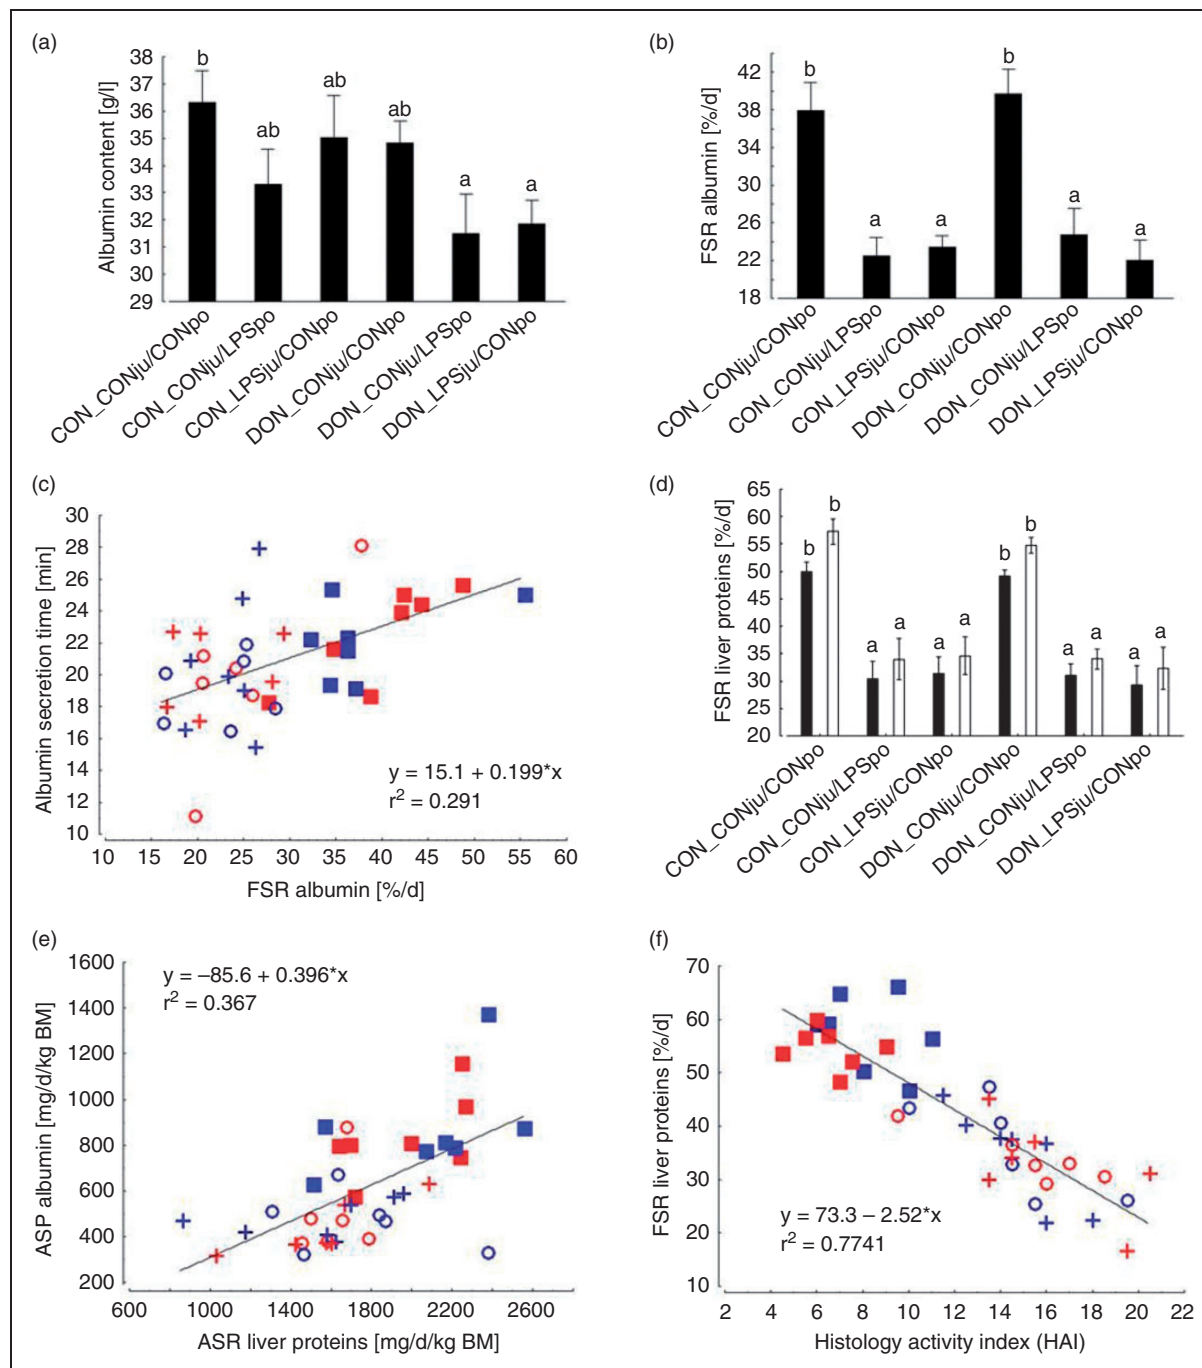 (a)
Albumin content [g/l]
38
37
36
35
34
33
32
31
30
29
b
ab
ab
ab
a
a
CON_CONju/CONpo
CON_CONju/LPSpo
CON_LPSju/CONpo
DON_CONju/CONpo
DON_CONju/LPSpo
DON_LPSju/CONpo
(b)
FSR albumin [%/d]
42
38
34
30
26
22
18
b
a
a
b
a
a
CON_CONju/CONpo
CON_CONju/LPSpo
CON_LPSju/CONpo
DON_CONju/CONpo
DON_CONju/LPSpo
DON_LPSju/CONpo
(c)
Albumin secretion time [min]
30
28
26
24
22
20
18
16
14
12
10
y = 15.1 + 0.199*x
r² = 0.291
10 15 20 25 30 35 40 45 50 55 60
FSR albumin [%/d]
(d)
FSR liver proteins [%/d]
65
60
55
50
45
40
35
30
25
20
b b
a a
a a
b b
a a
a a
CON_CONju/CONpo
CON_CONju/LPSpo
CON_LPSju/CONpo
DON_CONju/CONpo
DON_CONju/LPSpo
DON_LPSju/CONpo
(e)
ASP albumin [mg/d/kg BM]
1600
1400
1200
1000
800
600
400
200
y = –85.6 + 0.396*x
r² = 0.367
600 1000 1400 1800 2200 2600
ASR liver proteins [mg/d/kg BM]
(f)
FSR liver proteins [%/d]
70
60
50
40
30
20
10
y = 73.3 – 2.52*x
r² = 0.7741
2 4 6 8 10 12 14 16 18 20 22
Histology activity index (HAI)